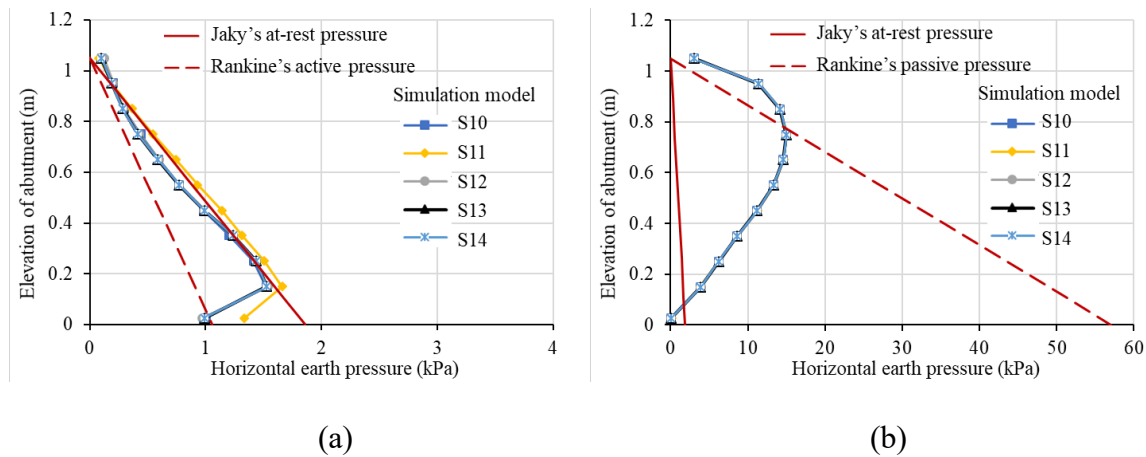 Jaky's at-rest pressure
Rankine's active pressure
Simulation model
S10
S11
S12
S13
S14
Elevation of abutment (m)
1.2
1
0.8
0.6
0.4
0.2
0
0 1 2 3 4
Horizontal earth pressure (kPa)
(a)
Jaky's at-rest pressure
Rankine's passive pressure
Simulation model
S10
S11
S12
S13
S14
Elevation of abutment (m)
1.2
1
0.8
0.6
0.4
0.2
0
0 10 20 30 40 50 60
Horizontal earth pressure (kPa)
(b)